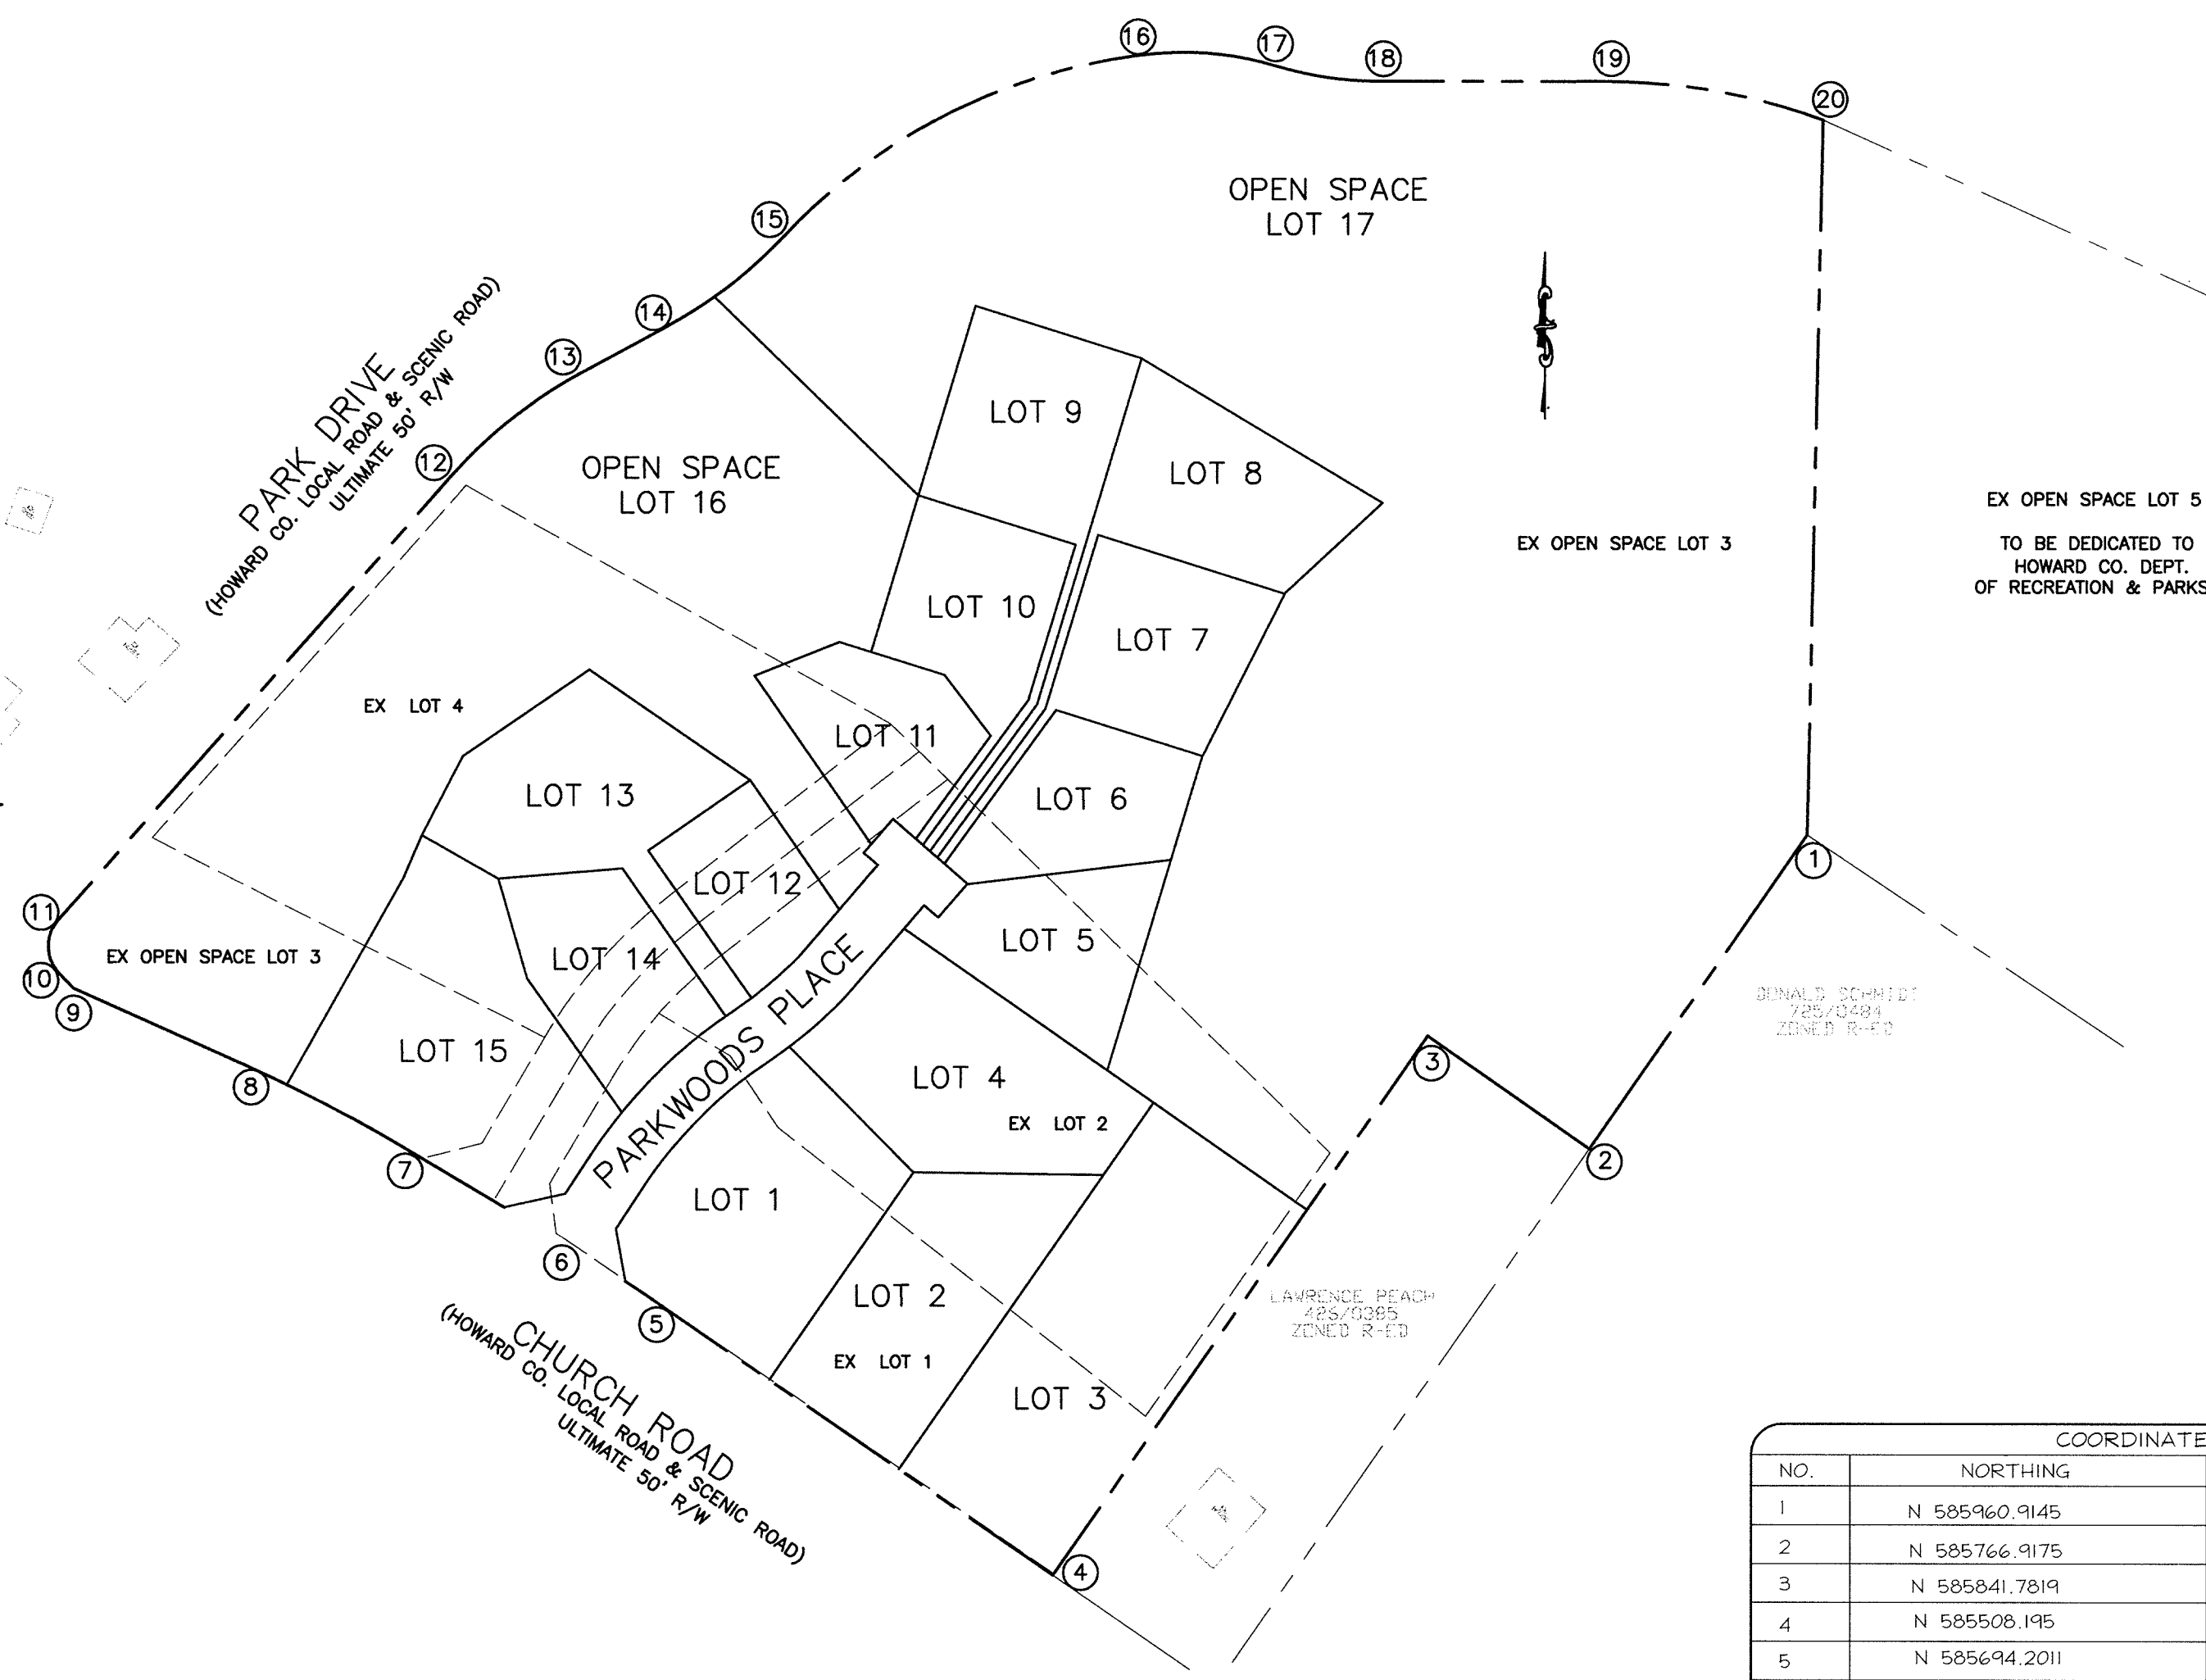 16
17
18
19
20
OPEN SPACE
LOT 17
15
14
13
12
PARK DRIVE
(HOWARD CO. LOCAL ROAD & SCENIC ROAD)
ULTIMATE 50' R/W
LOT 9
LOT 8
OPEN SPACE
LOT 16
EX OPEN SPACE LOT 5
TO BE DEDICATED TO
HOWARD CO. DEPT.
OF RECREATION & PARKS
EX OPEN SPACE LOT 3
LOT 10
LOT 7
EX LOT 4
LOT 11
LOT 13
LOT 6
LOT 12
1
11
EX OPEN SPACE LOT 3
LOT 14
LOT 5
10
9
PARKWOODS PLACE
DONALD SCHMIDT
725/0484
ZONED R-ED
LOT 15
8
3
LOT 4
EX LOT 2
7
2
LOT 1
6
LOT 2
5
LAWRENCE PEACH
426/0385
ZONED R-ED
EX LOT 1
LOT 3
CHURCH ROAD
(HOWARD CO. LOCAL ROAD & SCENIC ROAD)
ULTIMATE 50' R/W
4
COORDINATE
NO. NORTHING
1 N 585960.9145
2 N 585766.9175
3 N 585841.7819
4 N 585508.195
5 N 585694.2011